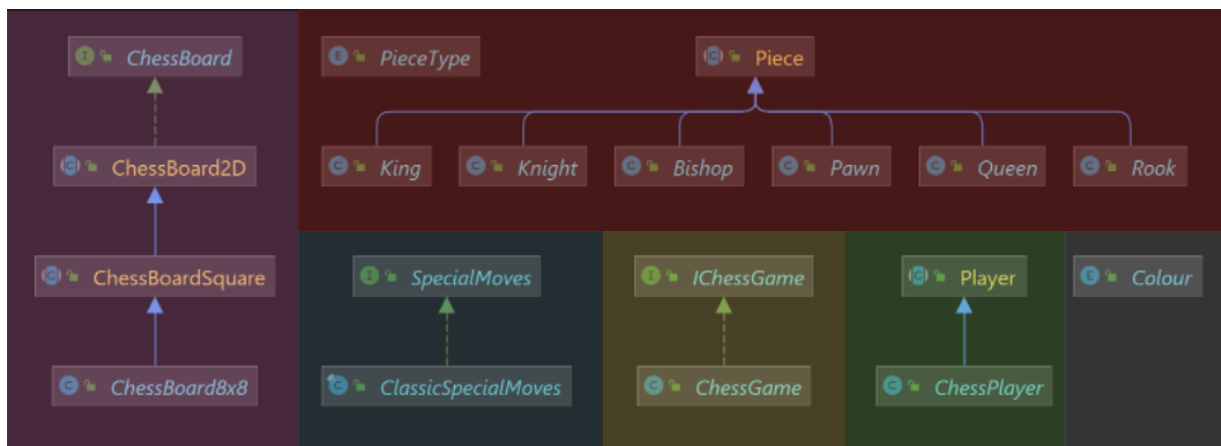 I ChessBoard
E PieceType
C Piece
C ChessBoard2D
C King
C Knight
C Bishop
C Pawn
C Queen
C Rook
C ChessBoardSquare
I SpecialMoves
I IChessGame
C Player
E Colour
C ChessBoard8x8
C ClassicSpecialMoves
C ChessGame
C ChessPlayer